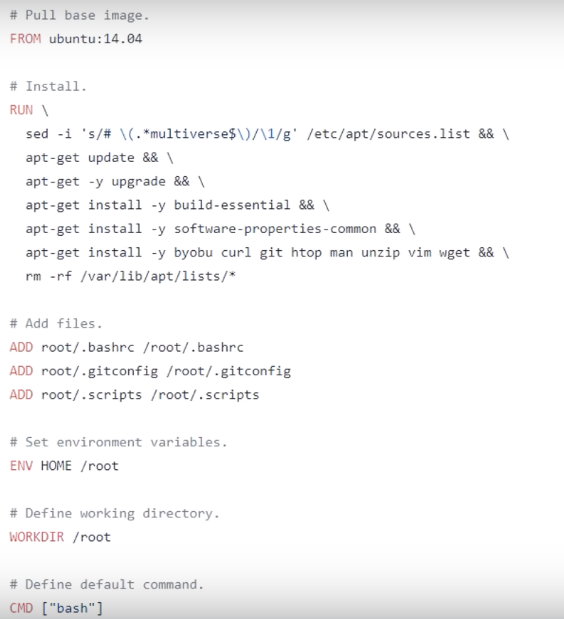 # Pull base image.
FROM ubuntu:14.04
# Install.
RUN \
sed -i 's/# \(.*multiverse$\)/\1/g' /etc/apt/sources.list && \
apt-get update && \
apt-get -y upgrade && \
apt-get install -y build-essential && \
apt-get install -y software-properties-common && \
apt-get install -y byobu curl git htop man unzip vim wget && \
rm -rf /var/lib/apt/lists/*
# Add files.
ADD root/.bashrc /root/.bashrc
ADD root/.gitconfig /root/.gitconfig
ADD root/.scripts /root/.scripts
# Set environment variables.
ENV HOME /root
# Define working directory.
WORKDIR /root
# Define default command.
CMD ["bash"]